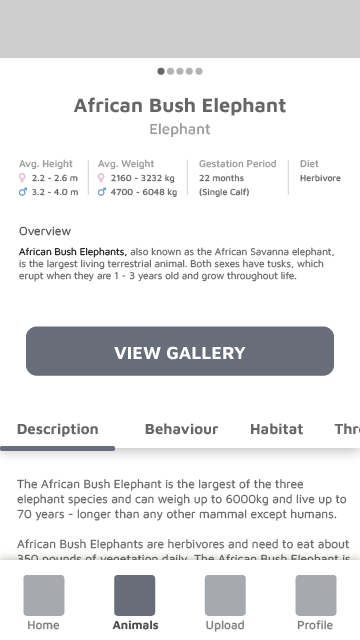 African Bush Elephant
Elephant
Avg. Height
♀ 2.2 - 2.6 m
♂ 3.2 - 4.0 m
Avg. Weight
♀ 2160 - 3232 kg
♂ 4700 - 6048 kg
Gestation Period
22 months
(Single Calf)
Diet
Herbivore
Overview
African Bush Elephants, also known as the African Savanna elephant,
is the largest living terrestrial animal. Both sexes have tusks, which
erupt when they are 1 - 3 years old and grow throughout life.
VIEW GALLERY
Description Behaviour Habitat Thr
The African Bush Elephant is the largest of the three
elephant species and can weigh up to 6000kg and live up to
70 years - longer than any other mammal except humans.
African Bush Elephants are herbivores and need to eat about
350 pounds of vegetation daily. The African Bush Elephant is
Home Animals Upload Profile